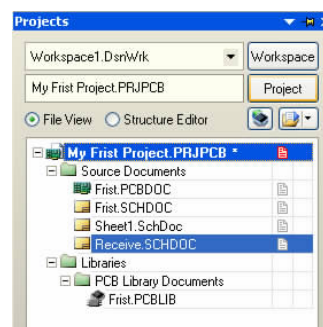 Projects
Workspace1.DsnWrk Workspace
My Frist Project.PRJPCB Project
File View Structure Editor
My Frist Project.PRJPCB *
Source Documents
Frist.PCBDOC
Frist.SCHDOC
Sheet1.SchDoc
Receive.SCHDOC
Libraries
PCB Library Documents
Frist.PCBLIB